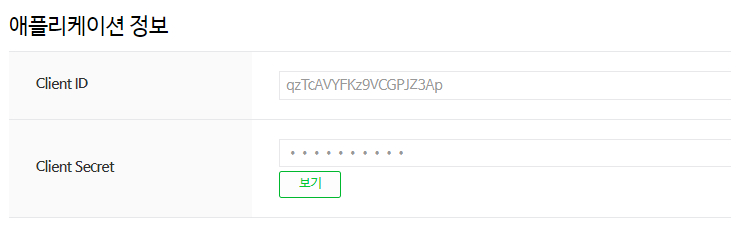 애플리케이션 정보
Client ID
qzTcAVYFKz9VCGPJZ3Ap
Client Secret
••••••••••
보기